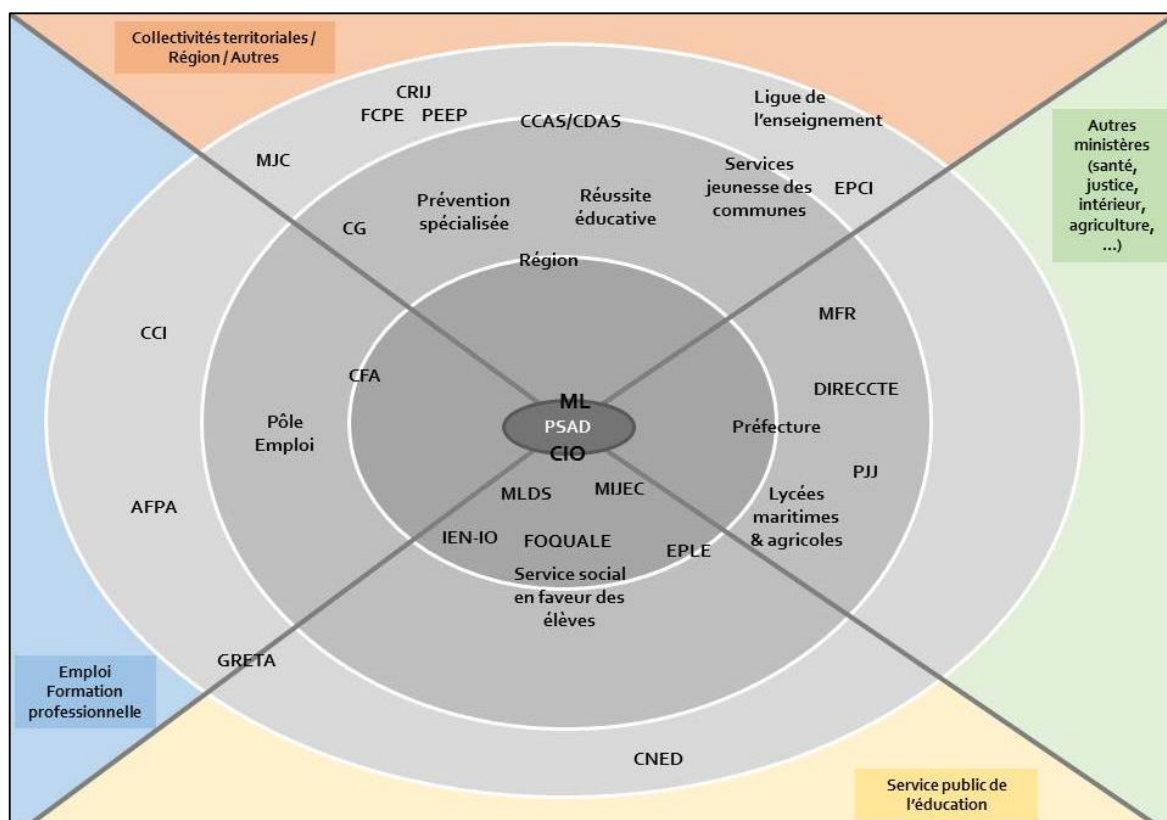 Collectivités territoriales /
Région / Autres
CRIJ
FCPE PEEP
CCAS/CDAS
Ligue de
l'enseignement
Autres
ministères
(santé,
justice,
intérieur,
agriculture,
...)
MJC
Services
jeunesse des
communes
EPCI
Prévention
spécialisée
Réussite
éducative
CG
Région
MFR
CCI
CFA
DIRECCTE
ML
PSAD
CIO
Pôle
Emploi
Préfecture
PJJ
MLDS
MIJEC
Lycées
maritimes
& agricoles
AFPA
IEN-IO
FOQUALE
EPLE
Service social
en faveur des
élèves
GRETA
Emploi
Formation
professionnelle
CNED
Service public de
l'éducation